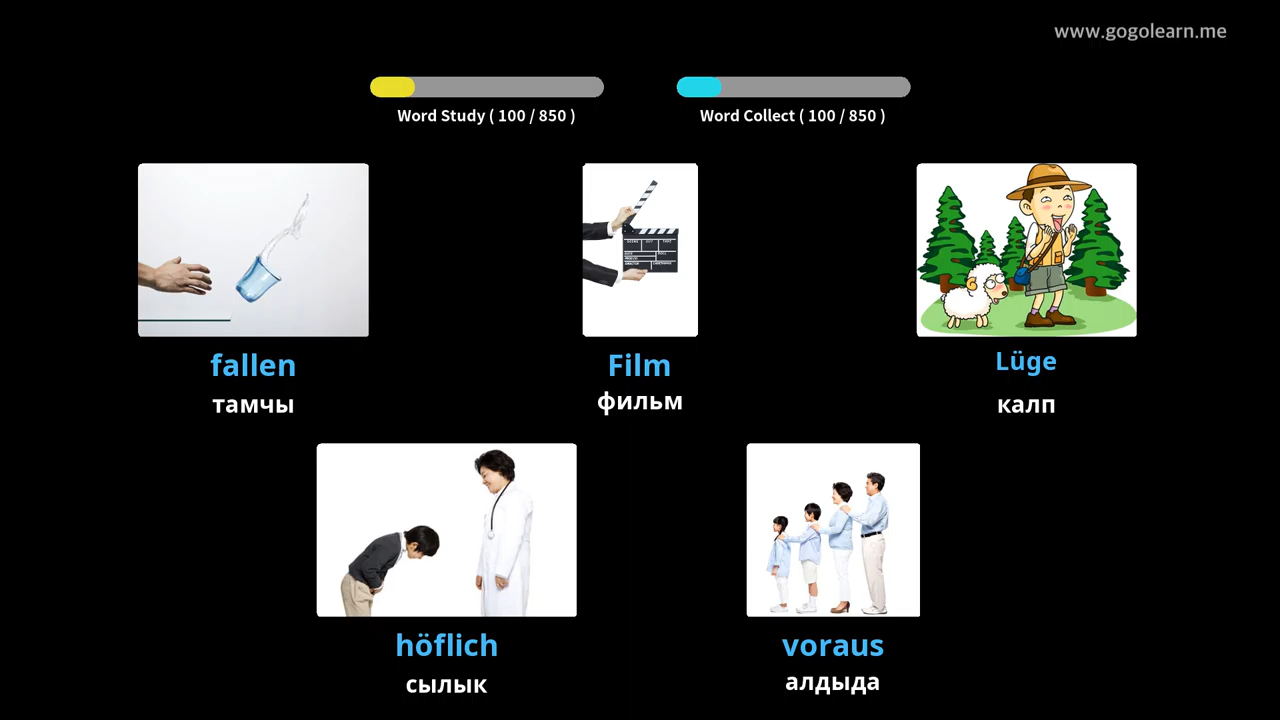 www.gogolearn.me
Word Study ( 100 / 850 )
Word Collect ( 100 / 850 )
fallen
тамчы
Film
фильм
Lüge
калп
höflich
сылык
voraus
алдыда